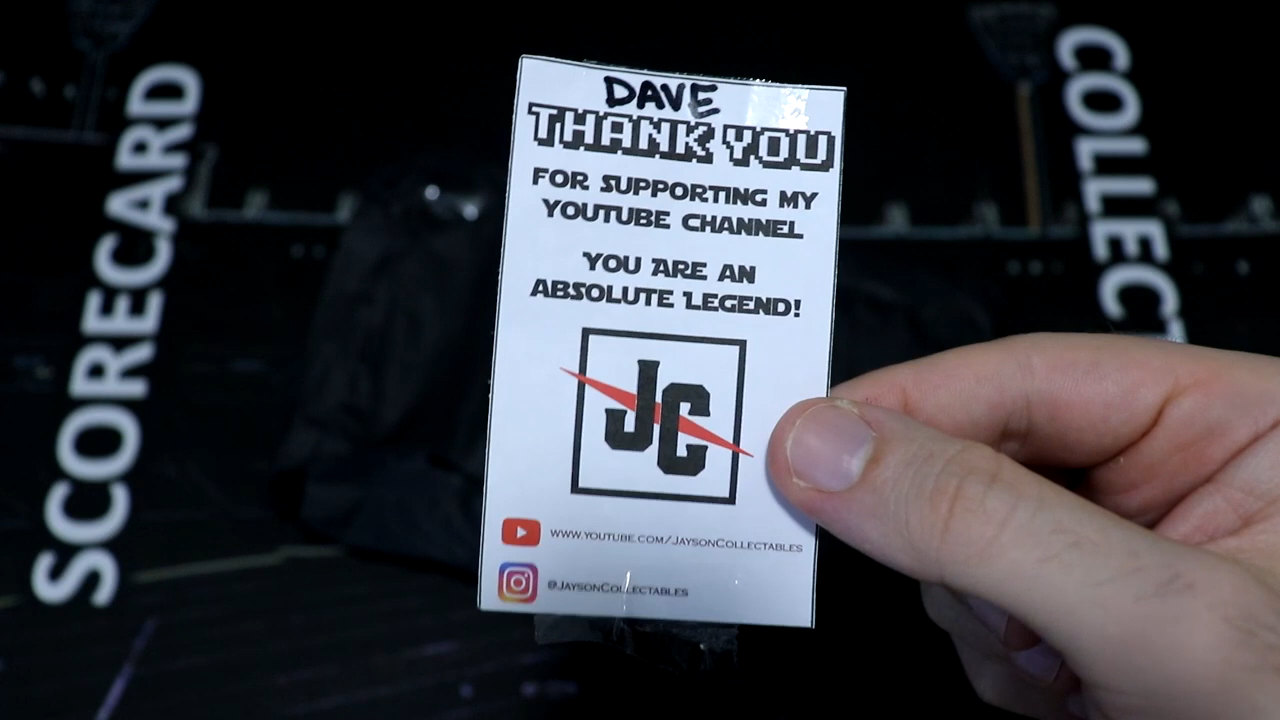 SCORECARD
COLLECT
DAVE
THANK YOU
FOR SUPPORTING MY
YOUTUBE CHANNEL
YOU ARE AN
ABSOLUTE LEGEND!
JC
WWW.YOUTUBE.COM/JAYSONCOLLECTABLES
@JAYSONCOLLECTABLES